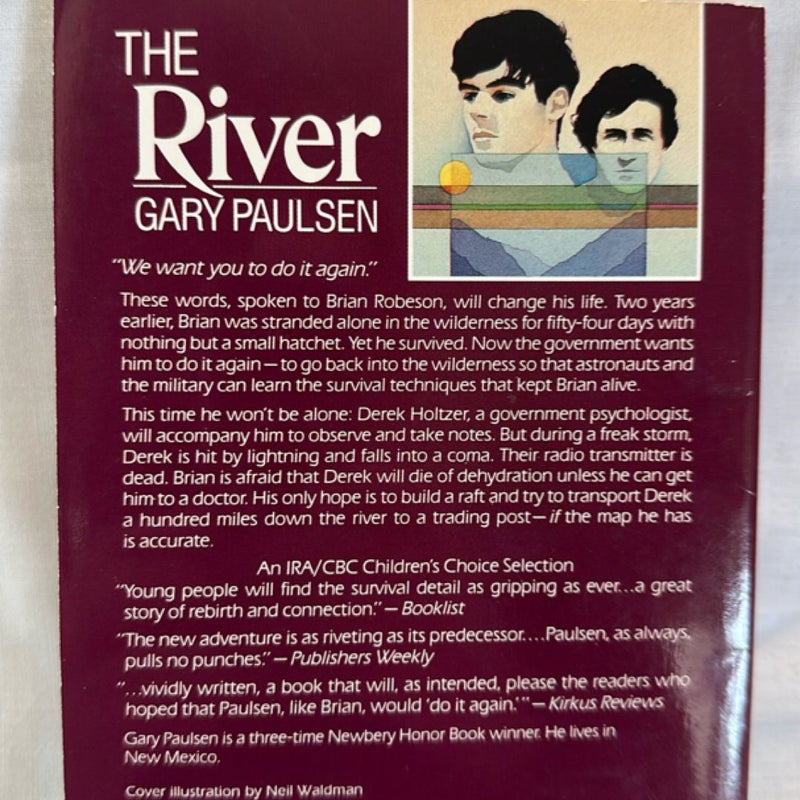 THE
River
GARY PAULSEN
“We want you to do it again.”
These words, spoken to Brian Robeson, will change his life. Two years
earlier, Brian was stranded alone in the wilderness for fifty-four days with
nothing but a small hatchet. Yet he survived. Now the government wants
him to do it again—to go back into the wilderness so that astronauts and
the military can learn the survival techniques that kept Brian alive.
This time he won't be alone: Derek Holtzer, a government psychologist,
will accompany him to observe and take notes. But during a freak storm,
Derek is hit by lightning and falls into a coma. Their radio transmitter is
dead. Brian is afraid that Derek will die of dehydration unless he can get
him to a doctor. His only hope is to build a raft and try to transport Derek
a hundred miles down the river to a trading post—if the map he has
is accurate.
An IRA/CBC Children's Choice Selection
“Young people will find the survival detail as gripping as ever...a great
story of rebirth and connection.”—Booklist
“The new adventure is as riveting as its predecessor....Paulsen, as always,
pulls no punches.”—Publishers Weekly
“...vividly written, a book that will, as intended, please the readers who
hoped that Paulsen, like Brian, would ‘do it again.’”—Kirkus Reviews
Gary Paulsen is a three-time Newbery Honor Book winner. He lives in
New Mexico.
Cover illustration by Neil Waldman